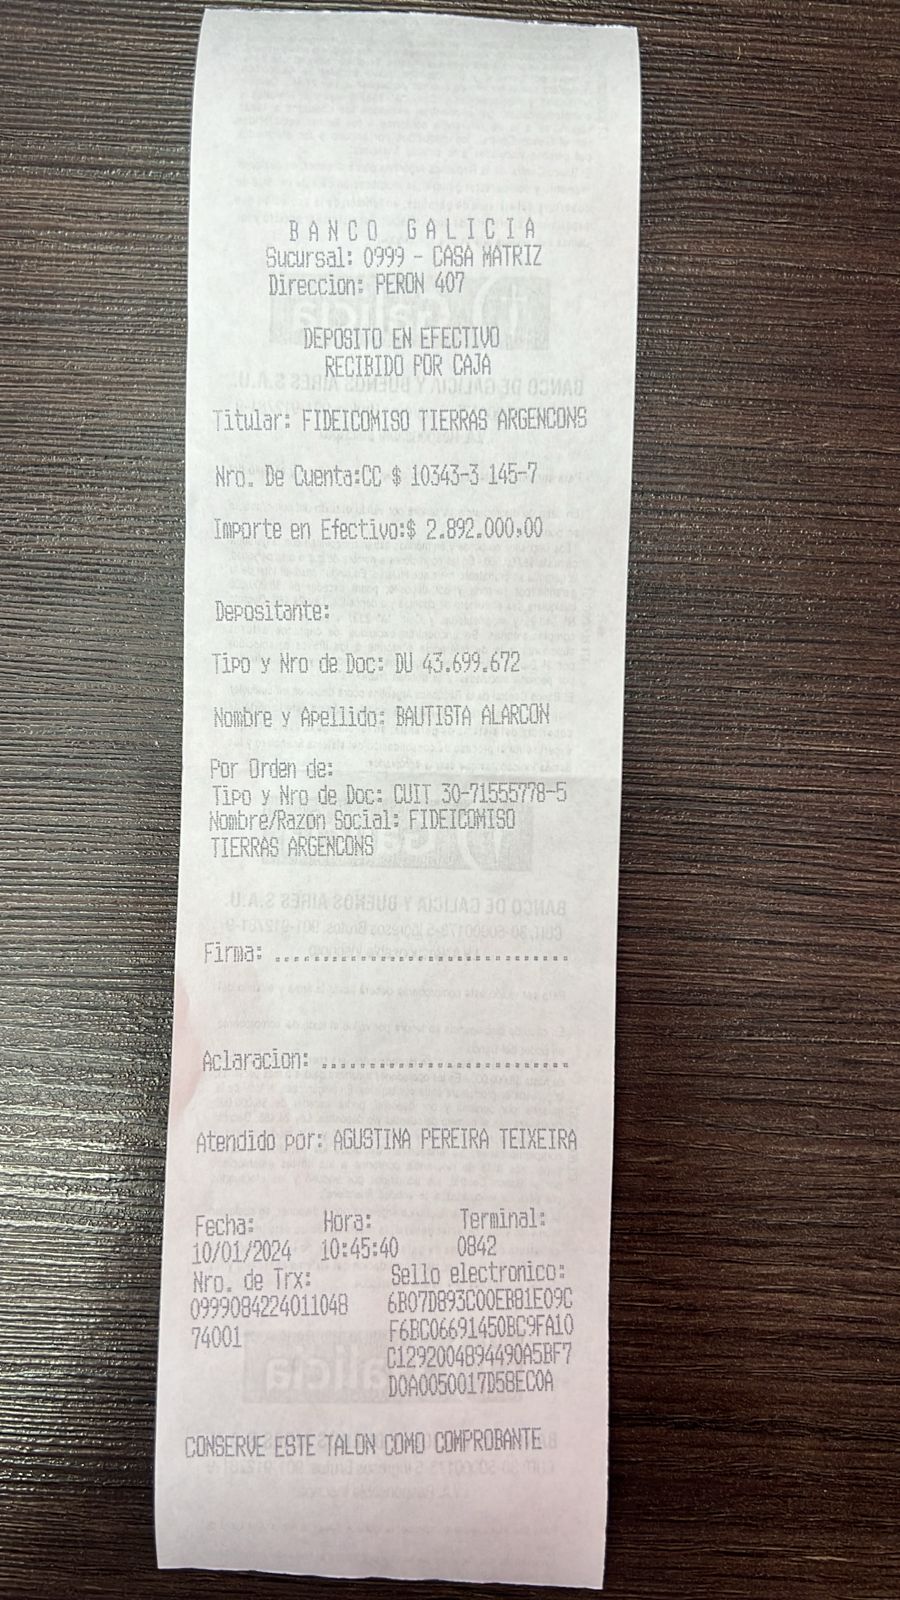 BANCO GALICIA
Sucursal: 0999 - CASA MATRIZ
Direccion: PERON 407
DEPOSITO EN EFECTIVO
RECIBIDO POR CAJA
Titular: FIDEICOMISO TIERRAS ARGENCONS
Nro. De Cuenta:CC $ 10343-3 145-7
Importe en Efectivo:$ 2.892.000,00
Depositante:
Tipo y Nro de Doc: DU 43.699.672
Nombre y Apellido: BAUTISTA ALARCON
Por Orden de:
Tipo y Nro de Doc: CUIT 30-71555778-5
Nombre/Razon Social: FIDEICOMISO
TIERRAS ARGENCONS
Firma: ..............................
Aclaracion: ..........................
Atendido por: AGUSTINA PEREIRA TEIXEIRA
Fecha: Hora: Terminal:
10/01/2024 10:45:40 0842
Nro. de Trx: Sello electronico:
0999084224011048 6B07D893C00EB81E09C
74001 F6BC06691450BC9FA10
C1292004894490A5BF7
D0A0050017D58EC0A
CONSERVE ESTE TALON COMO COMPROBANTE